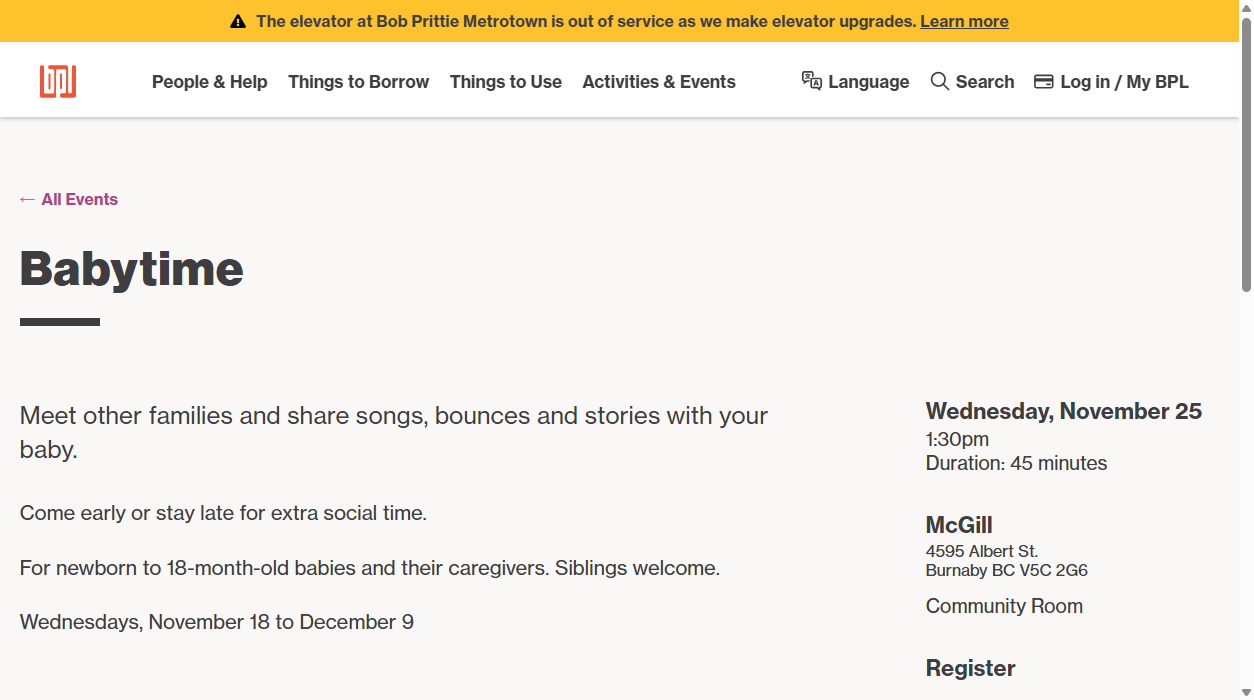 The elevator at Bob Prittie Metrotown is out of service as we make elevator upgrades. Learn more
People & Help Things to Borrow Things to Use Activities & Events Language Search Log in / My BPL
← All Events
Babytime
Meet other families and share songs, bounces and stories with your
baby.
Come early or stay late for extra social time.
For newborn to 18-month-old babies and their caregivers. Siblings welcome.
Wednesdays, November 18 to December 9
Wednesday, November 25
1:30pm
Duration: 45 minutes
McGill
4595 Albert St.
Burnaby BC V5C 2G6
Community Room
Register